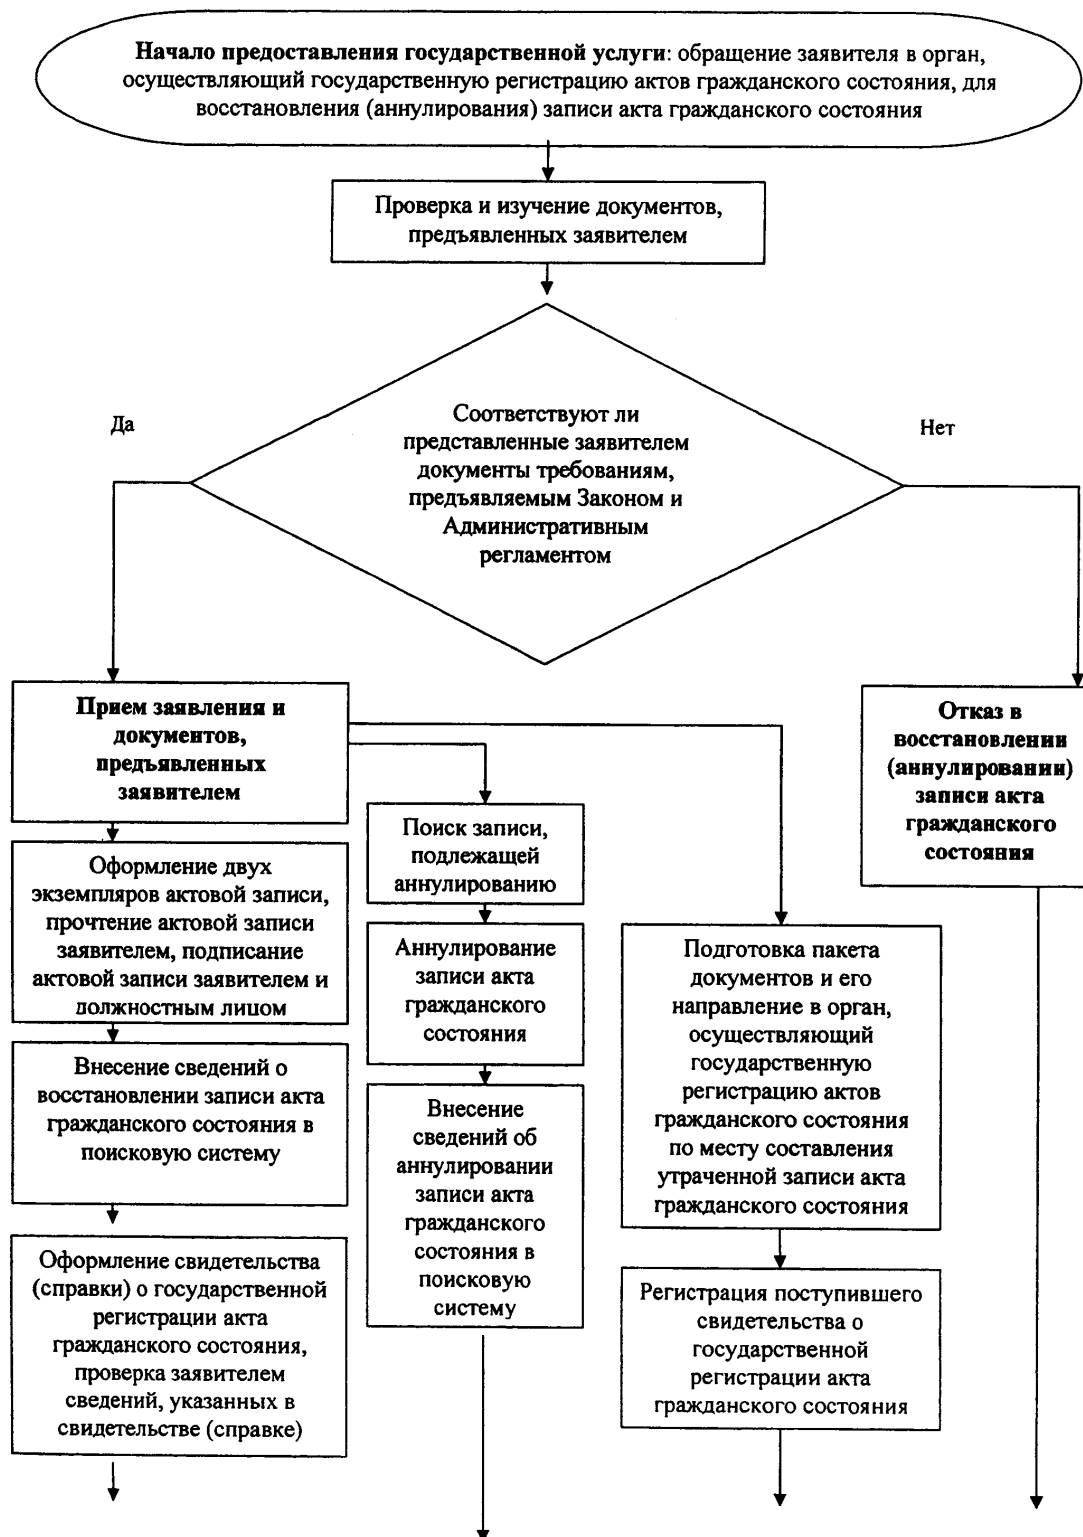 Начало предоставления государственной услуги: обращение заявителя в орган,
осуществляющий государственную регистрацию актов гражданского состояния, для
восстановления (аннулирования) записи акта гражданского состояния
Проверка и изучение документов,
предъявленных заявителем
Да
Соответствуют ли
представленные заявителем
документы требованиям,
предъявляемым Законом и
Административным
регламентом
Нет
Прием заявления и
документов,
предъявленных
заявителем
Оформление двух
экземпляров актовой записи,
прочтение актовой записи
заявителем, подписание
актовой записи заявителем и
должностным лицом
Внесение сведений о
восстановлении записи акта
гражданского состояния в
поисковую систему
Оформление свидетельства
(справки) о государственной
регистрации акта
гражданского состояния,
проверка заявителем
сведений, указанных в
свидетельстве (справке)
Поиск записи,
подлежащей
аннулированию
Аннулирование
записи акта
гражданского
состояния
Внесение
сведений об
аннулировании
записи акта
гражданского
состояния в
поисковую
систему
Подготовка пакета
документов и его
направление в орган,
осуществляющий
государственную
регистрацию актов
гражданского состояния
по месту составления
утраченной записи акта
гражданского состояния
Регистрация поступившего
свидетельства о
государственной
регистрации акта
гражданского состояния
Отказ в
восстановлении
(аннулировании)
записи акта
гражданского
состояния